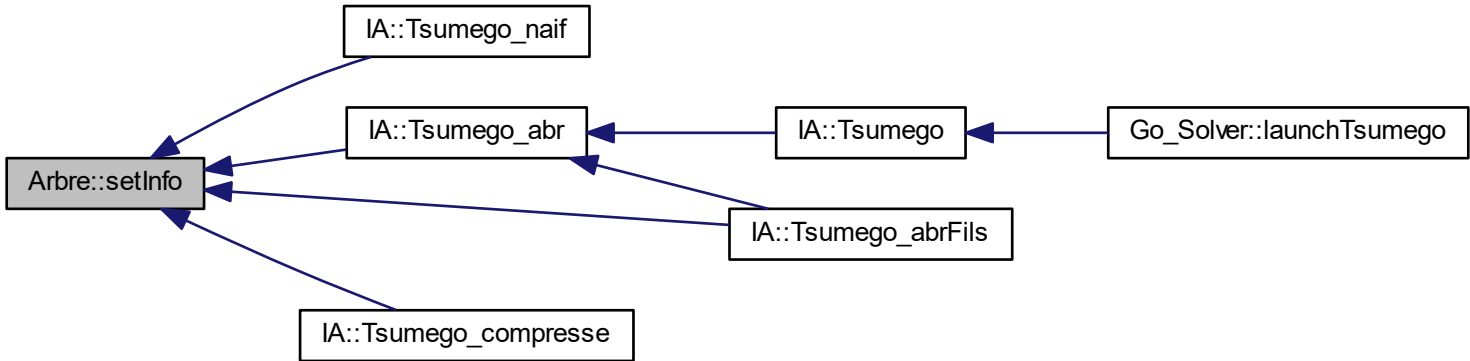 IA::Tsumego_naif
IA::Tsumego_abr
IA::Tsumego
Go_Solver::launchTsumego
Arbre::setInfo
IA::Tsumego_abrFils
IA::Tsumego_compresse